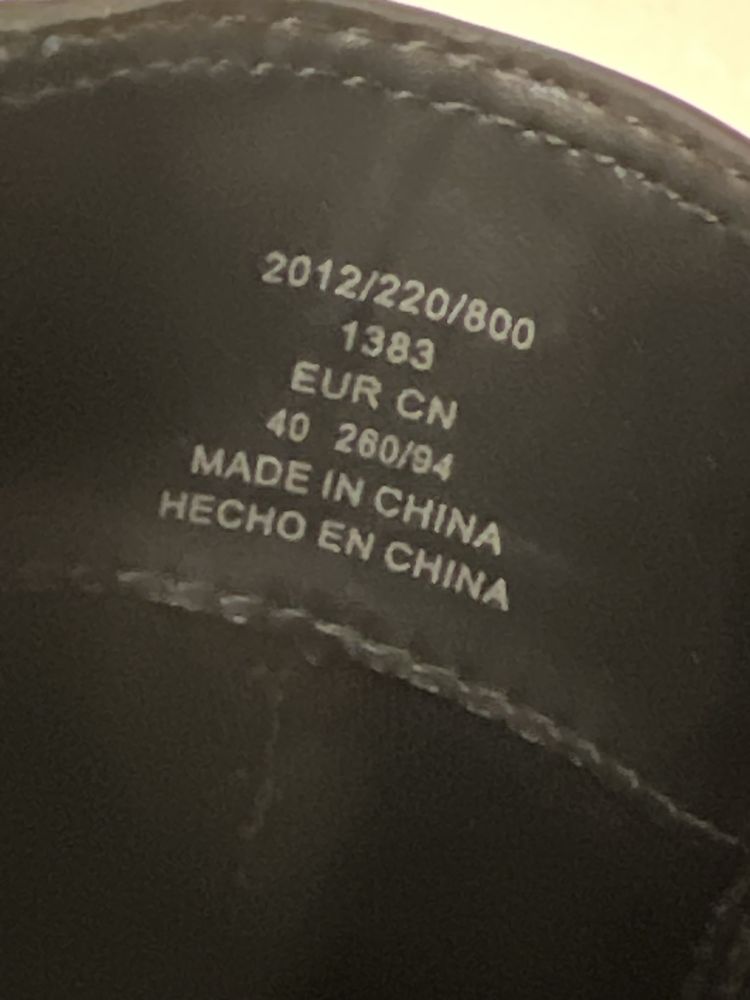 2012/220/800
1383
EUR CN
40 260/94
MADE IN CHINA
HECHO EN CHINA